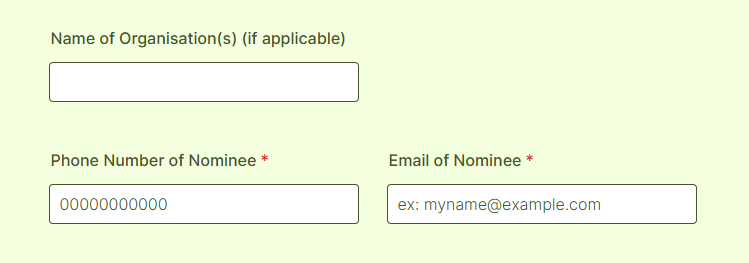 Name of Organisation(s) (if applicable)
Phone Number of Nominee * Email of Nominee *
00000000000 ex: myname@example.com